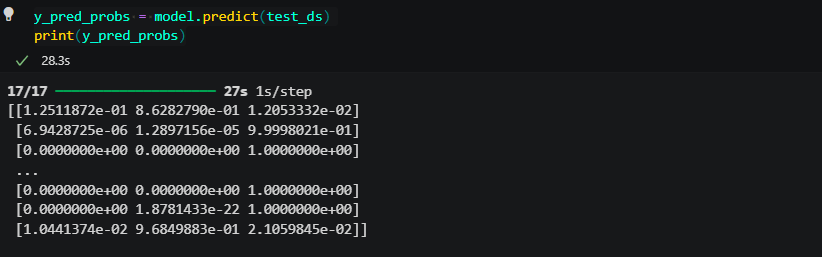 y_pred_probs = model.predict(test_ds)
print(y_pred_probs)
28.3s
17/17 ━━━━━━━━━━━━━━━━━━━━ 27s 1s/step
[[1.2511872e-01 8.6282790e-01 1.2053332e-02]
[6.9428725e-06 1.2897156e-05 9.9998021e-01]
[0.0000000e+00 0.0000000e+00 1.0000000e+00]
...
[0.0000000e+00 0.0000000e+00 1.0000000e+00]
[0.0000000e+00 1.8781433e-22 1.0000000e+00]
[1.0441374e-02 9.6849883e-01 2.1059845e-02]]